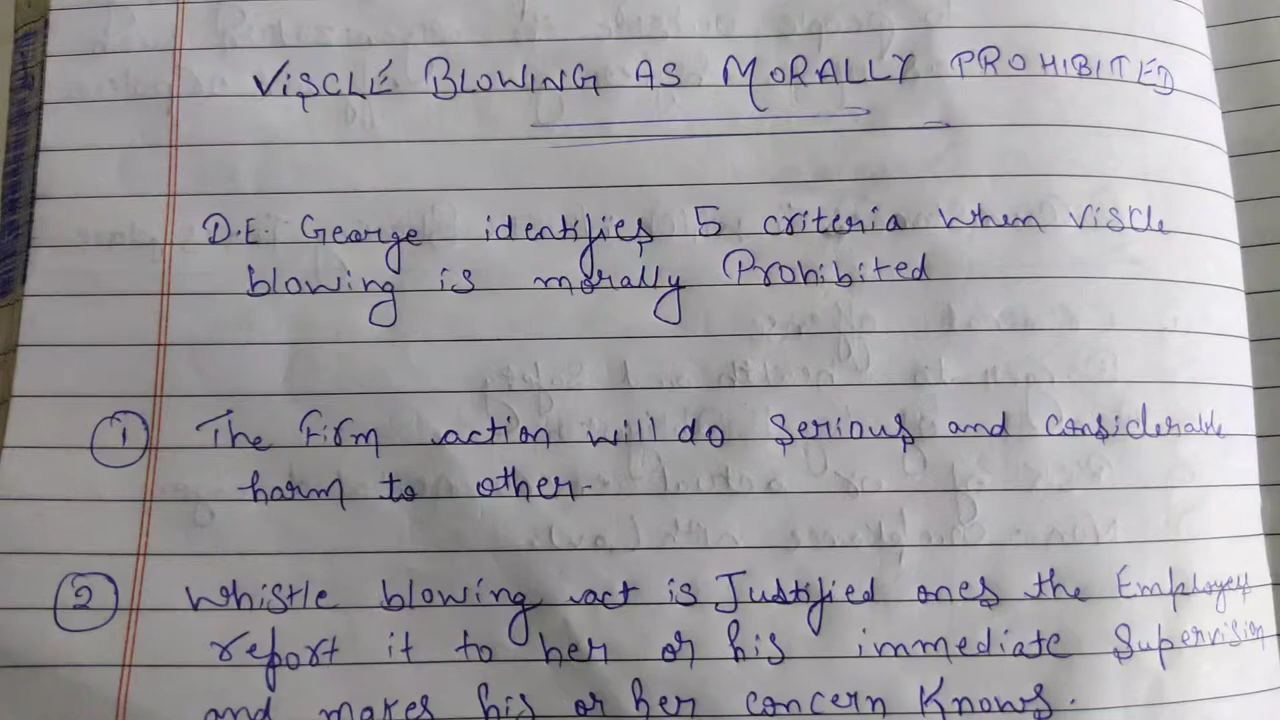 ViSCLE BLOWING AS MORALLY PROHIBITED
D.E. George identifies 5 criteria when viscle
blowing is morally Prohibited
1 The Firm action will do serious and considerable
harm to other-
2 Whistle blowing act is Justified ones the Employee
report it to her or his immediate Supervision
and makes his or her concern Knows.